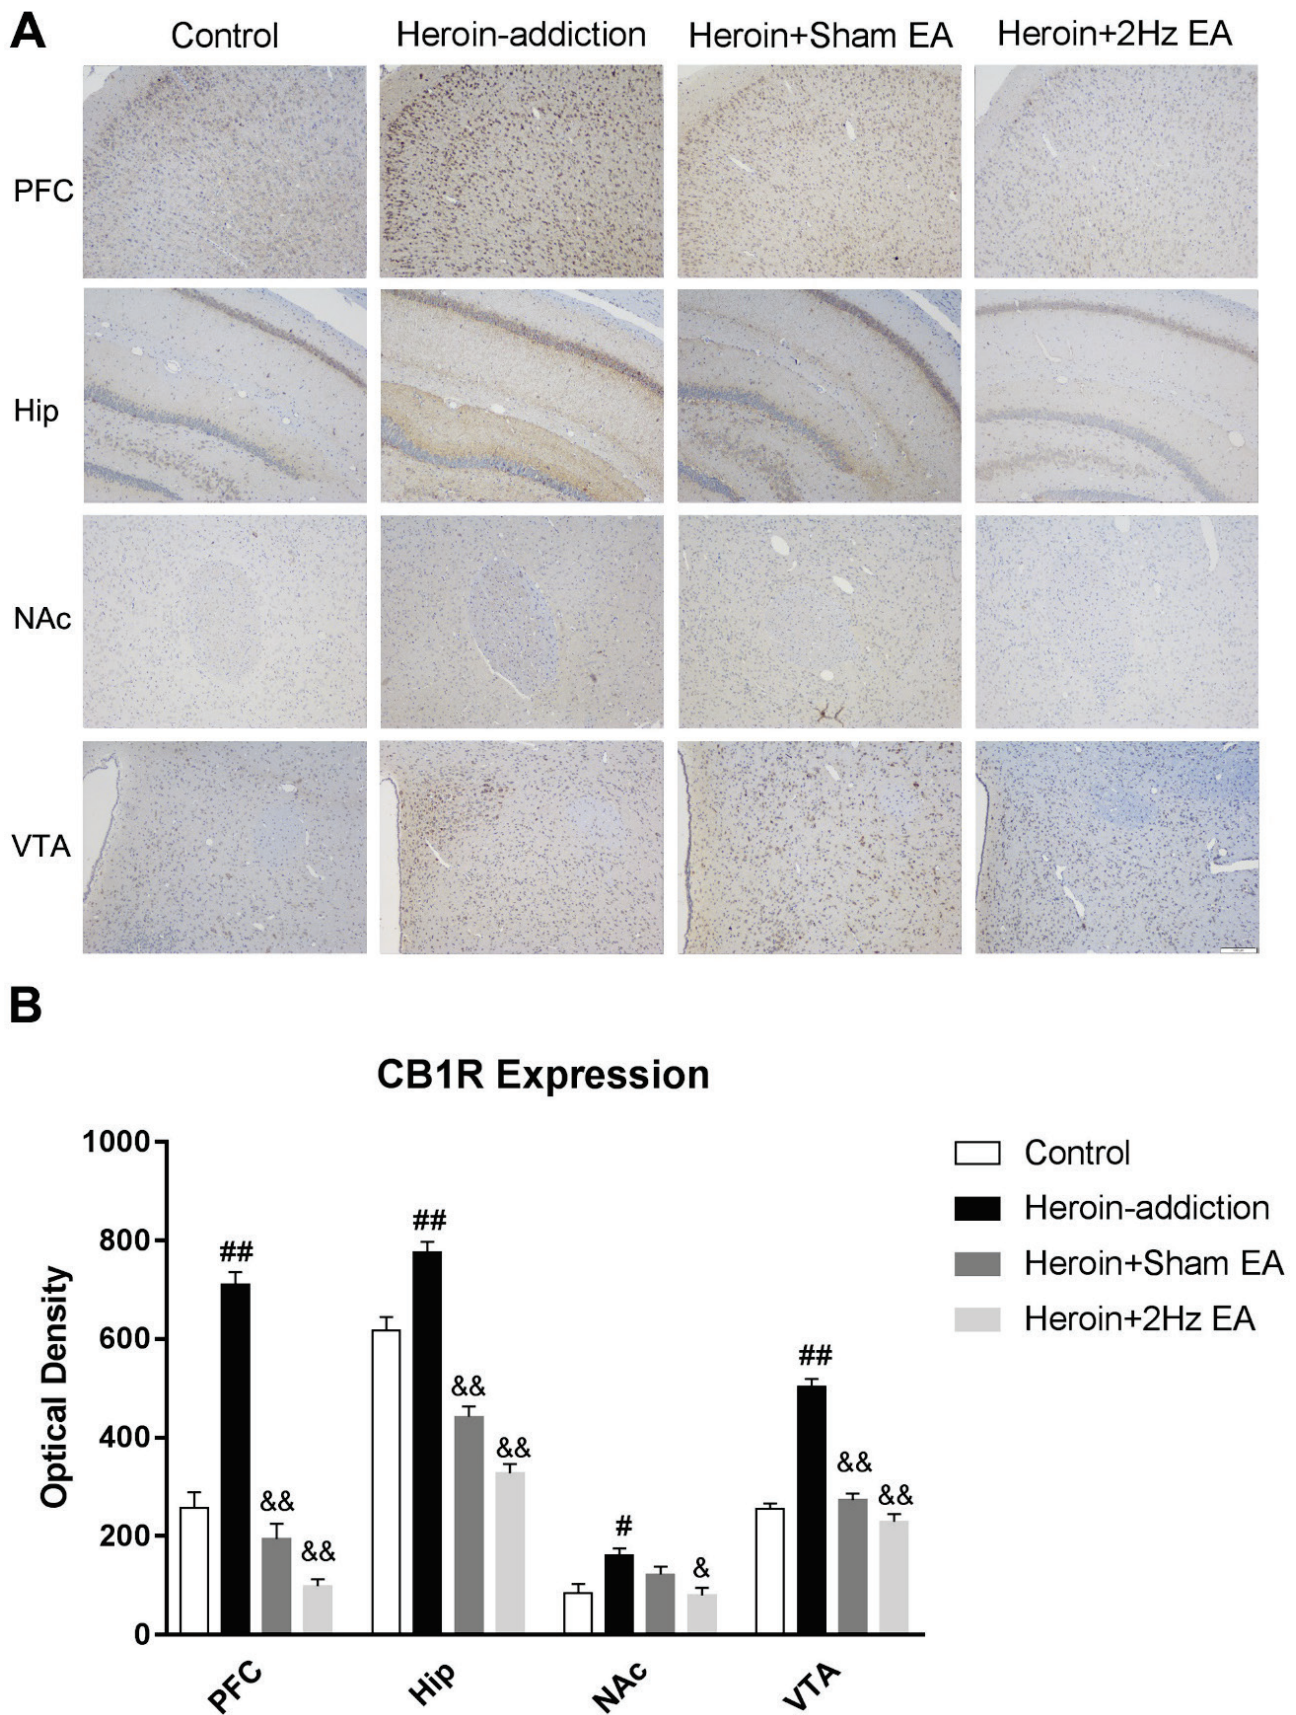 A
Control Heroin-addiction Heroin+Sham EA Heroin+2Hz EA
PFC
Hip
NAc
VTA
B
CB1R Expression
1000
800
600
400
200
0
Optical Density
##
&&
&&
##
&&
&&
#
&
##
&&
&&
PFC Hip NAc VTA
Control
Heroin-addiction
Heroin+Sham EA
Heroin+2Hz EA